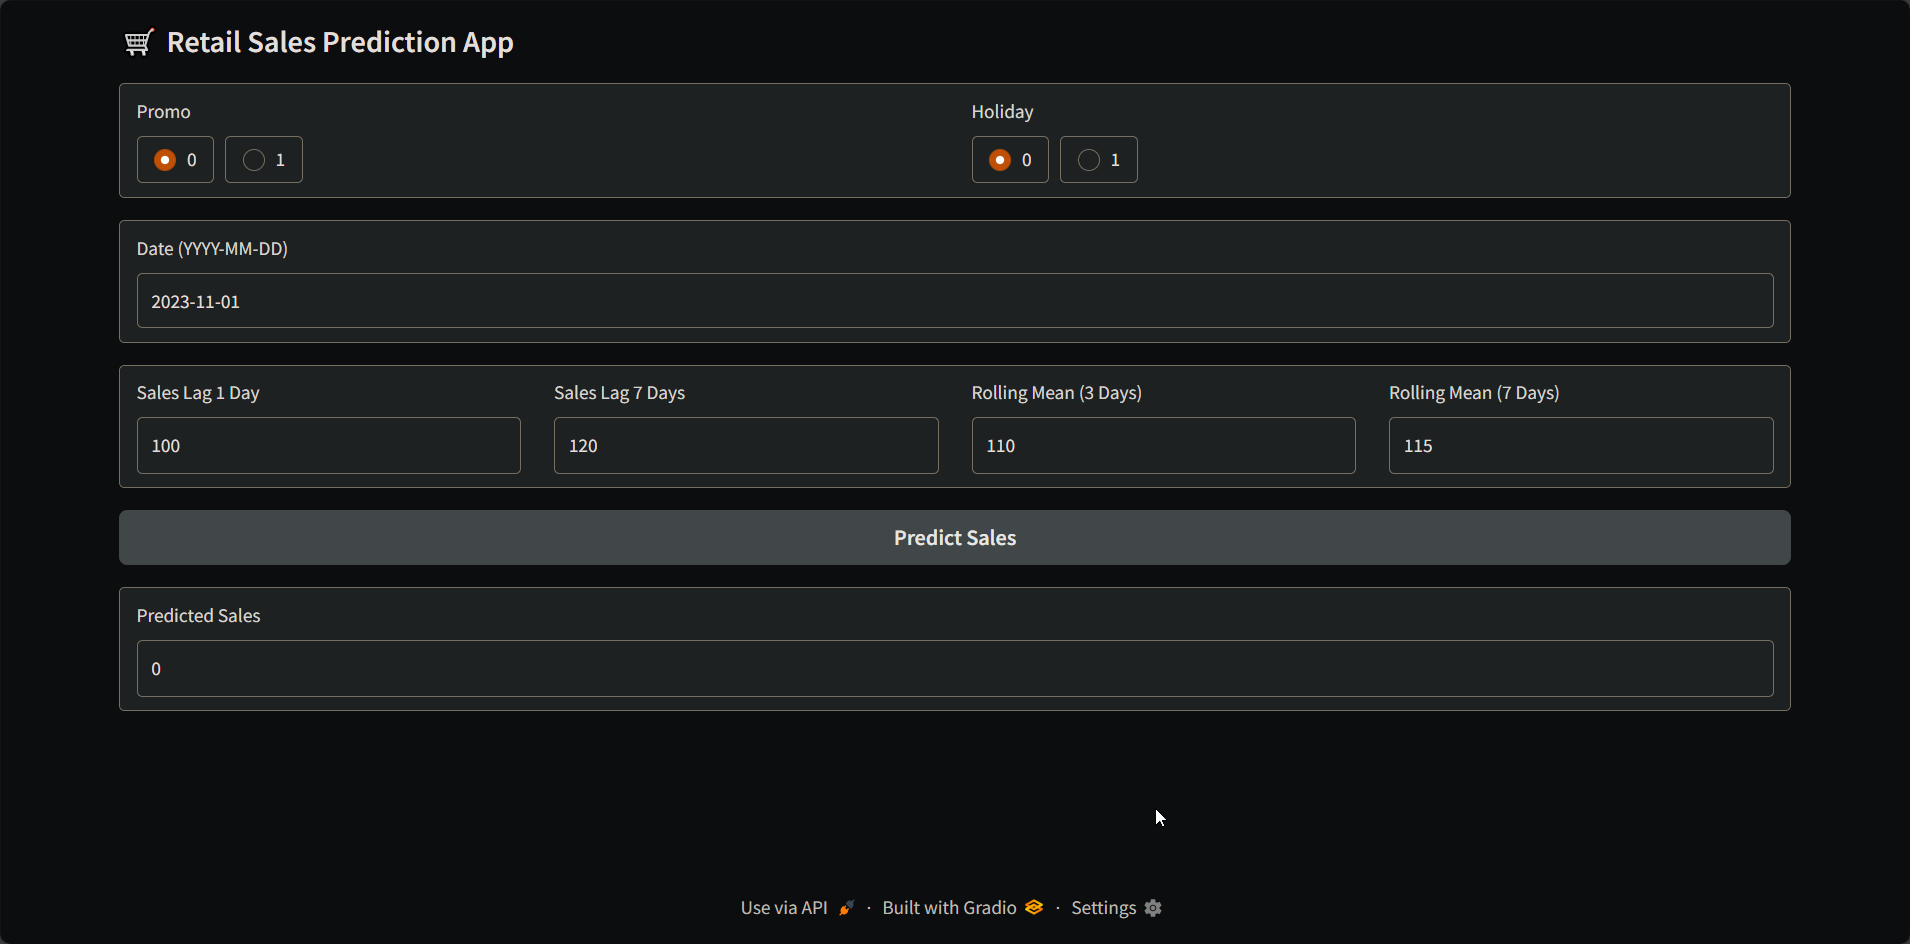 Retail Sales Prediction App
Promo Holiday
0 1 0 1
Date (YYYY-MM-DD)
2023-11-01
Sales Lag 1 Day Sales Lag 7 Days Rolling Mean (3 Days) Rolling Mean (7 Days)
100 120 110 115
Predict Sales
Predicted Sales
0
Use via API · Built with Gradio · Settings